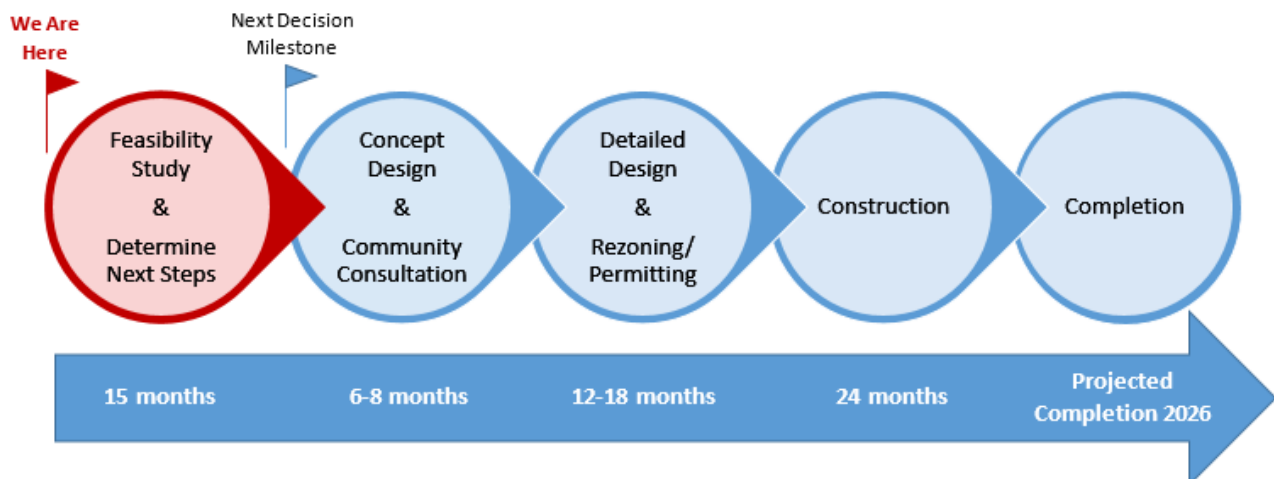 We Are
Here
Next Decision
Milestone
Feasibility
Study
&
Determine
Next Steps
Concept
Design
&
Community
Consultation
Detailed
Design
&
Rezoning/
Permitting
Construction
Completion
15 months
6-8 months
12-18 months
24 months
Projected
Completion 2026